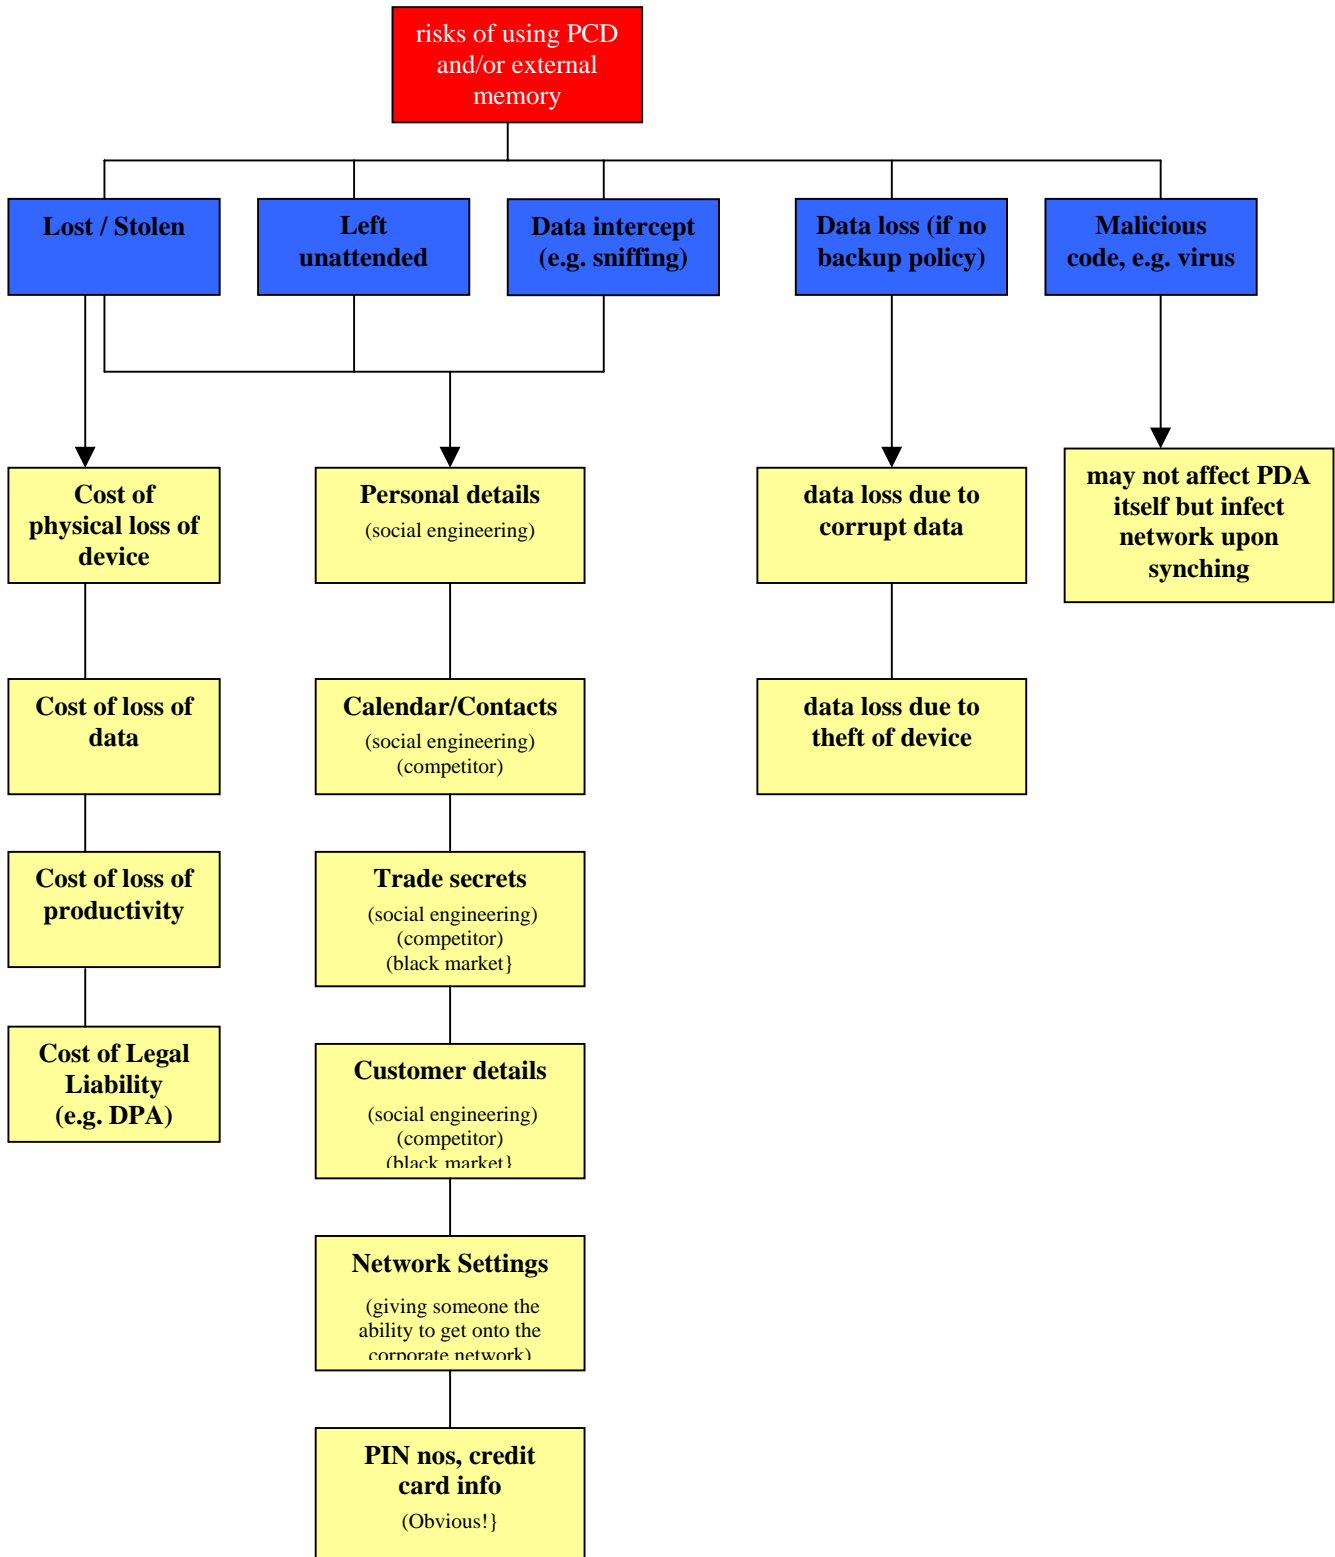 risks of using PCD
and/or external
memory
Lost / Stolen
Left
unattended
Data intercept
(e.g. sniffing)
Data loss (if no
backup policy)
Malicious
code, e.g. virus
Cost of
physical loss of
device
Cost of loss of
data
Cost of loss of
productivity
Cost of Legal
Liability
(e.g. DPA)
Personal details
(social engineering)
Calendar/Contacts
(social engineering)
(competitor)
Trade secrets
(social engineering)
(competitor)
(black market}
Customer details
(social engineering)
(competitor)
(black market}
Network Settings
(giving someone the
ability to get onto the
corporate network)
PIN nos, credit
card info
(Obvious!}
data loss due to
corrupt data
data loss due to
theft of device
may not affect PDA
itself but infect
network upon
synching